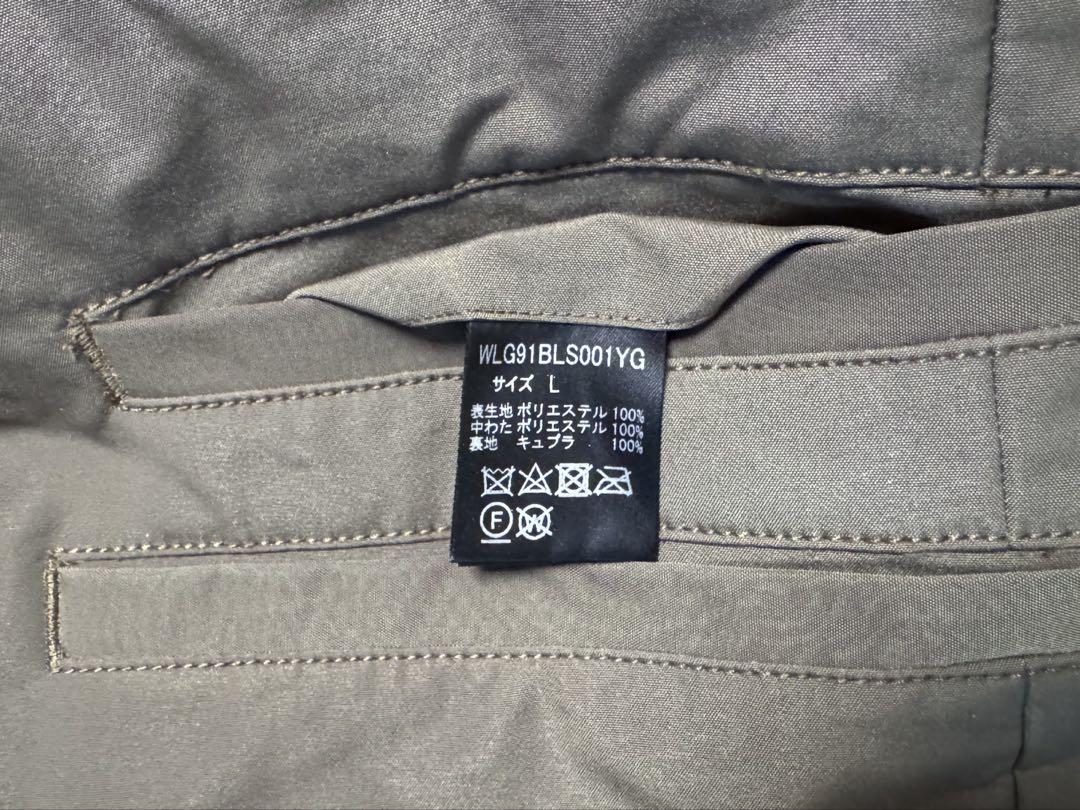 WLG91BLS001YG
サイズ L
表生地 ポリエステル 100%
中わた ポリエステル 100%
裏地 キュプラ 100%
F W